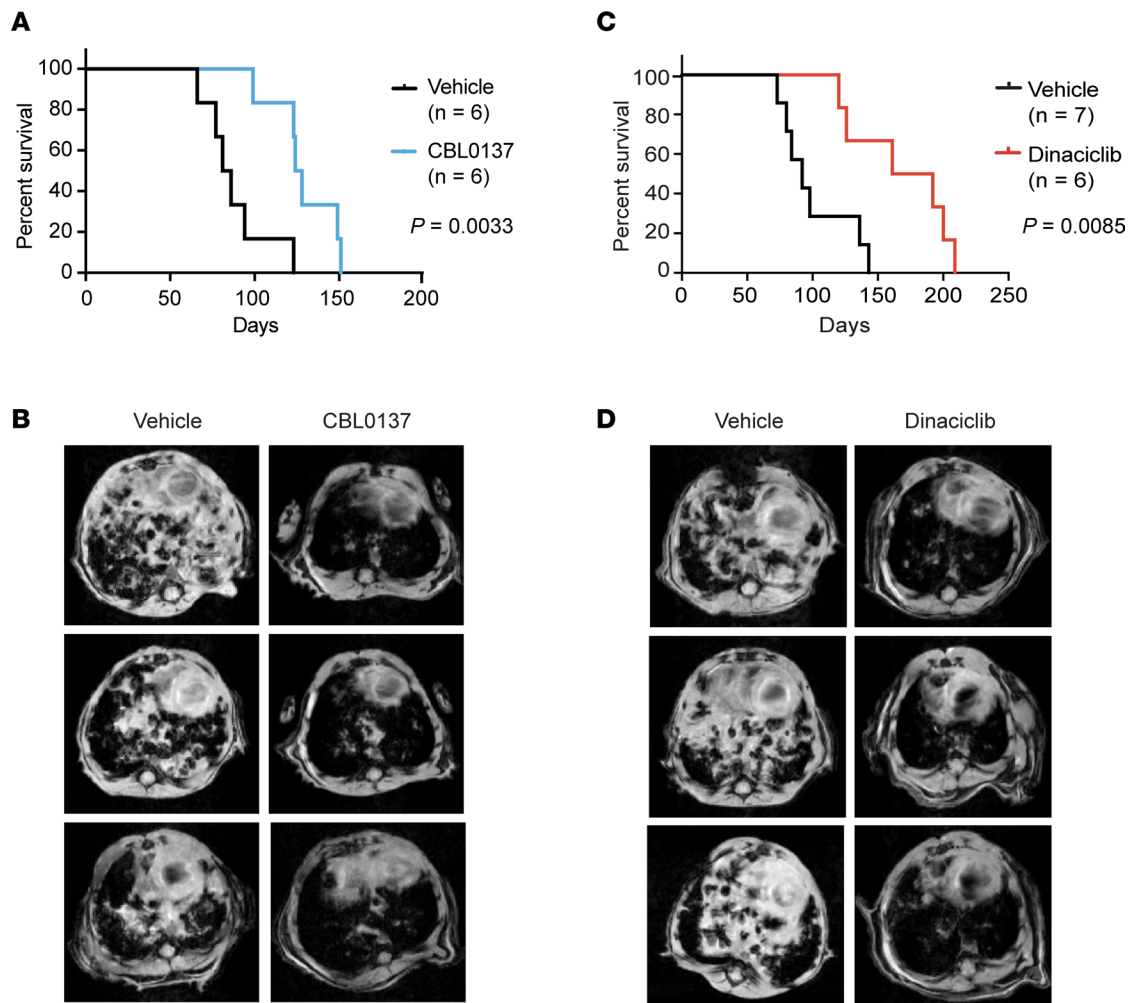 A
Percent survival
100
80
60
40
20
0
0 50 100 150 200
Days
Vehicle
(n = 6)
CBL0137
(n = 6)
P = 0.0033
C
Percent survival
100
80
60
40
20
0
0 50 100 150 200 250
Days
Vehicle
(n = 7)
Dinaciclib
(n = 6)
P = 0.0085
B
Vehicle CBL0137
D
Vehicle Dinaciclib